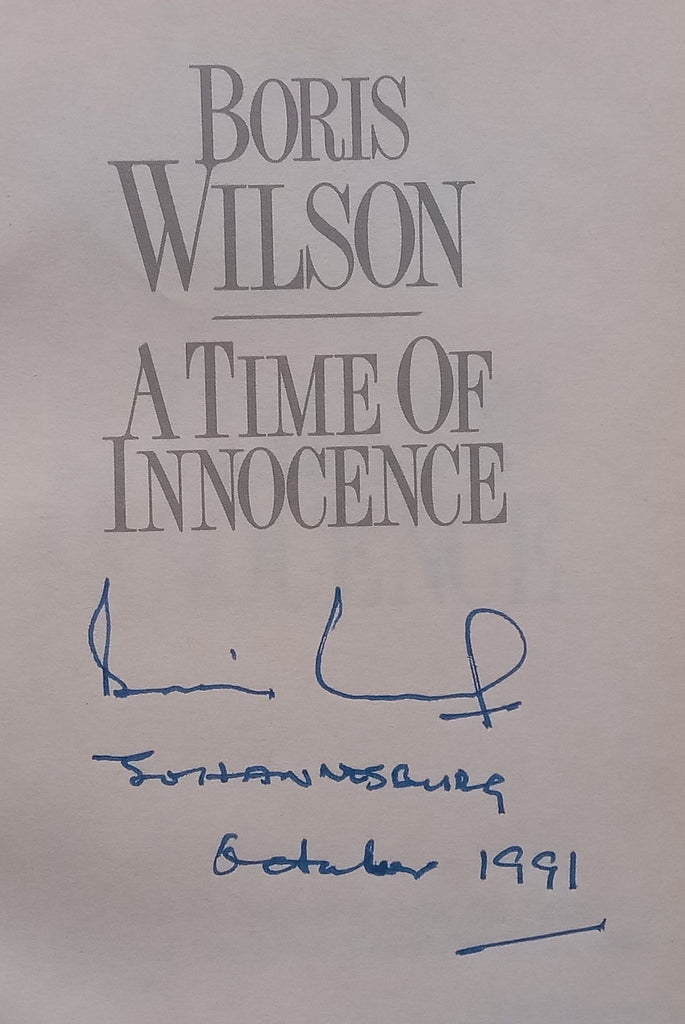 BORIS
WILSON
A TIME OF
INNOCENCE
JOHANNESBURG
October 1991